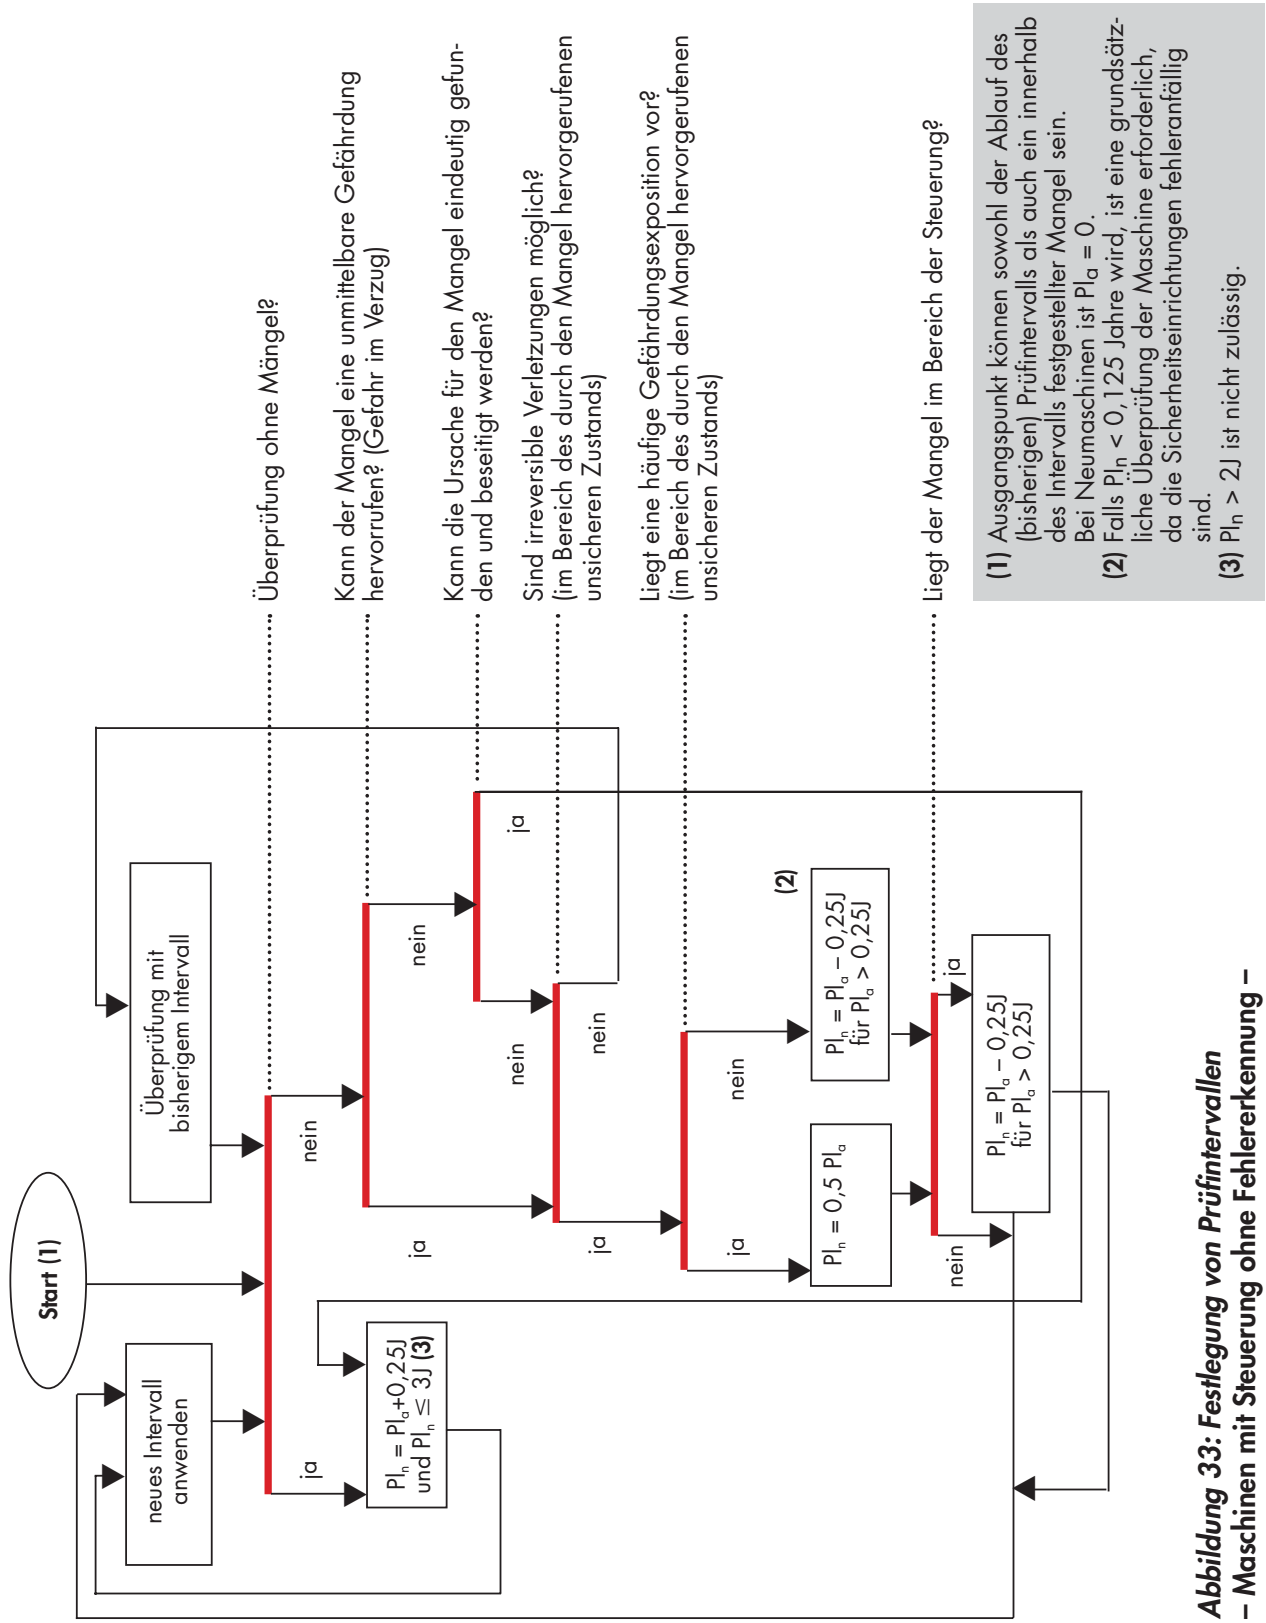 Start (1)
neues Intervall
anwenden
Überprüfung mit
bisherigem Intervall
Überprüfung ohne Mängel?
ja
nein
PIₙ = PIₐ+0,25J
und PIₙ ≤ 3J (3)
Kann der Mangel eine unmittelbare Gefährdung
hervorrufen? (Gefahr im Verzug)
ja
nein
Kann die Ursache für den Mangel eindeutig gefun-
den und beseitigt werden?
nein
ja
Sind irreversible Verletzungen möglich?
(im Bereich des durch den Mangel hervorgerufenen
unsicheren Zustands)
ja
nein
Liegt eine häufige Gefährdungsexposition vor?
(im Bereich des durch den Mangel hervorgerufenen
unsicheren Zustands)
ja
nein
(2)
PIₙ = 0,5 PIₐ
PIₙ = PIₐ – 0,25J
für PIₐ > 0,25J
Liegt der Mangel im Bereich der Steuerung?
nein
ja
PIₙ = PIₐ – 0,25J
für PIₐ > 0,25J
(1) Ausgangspunkt können sowohl der Ablauf des
(bisherigen) Prüfintervalls als auch ein innerhalb
des Intervalls festgestellter Mangel sein.
Bei Neumaschinen ist PIₐ = 0.
(2) Falls PIₙ < 0,125 Jahre wird, ist eine grundsätz-
liche Überprüfung der Maschine erforderlich,
da die Sicherheitseinrichtungen fehleranfällig
sind.
(3) PIₙ > 2J ist nicht zulässig.
Abbildung 33: Festlegung von Prüfintervallen
– Maschinen mit Steuerung ohne Fehlererkennung –